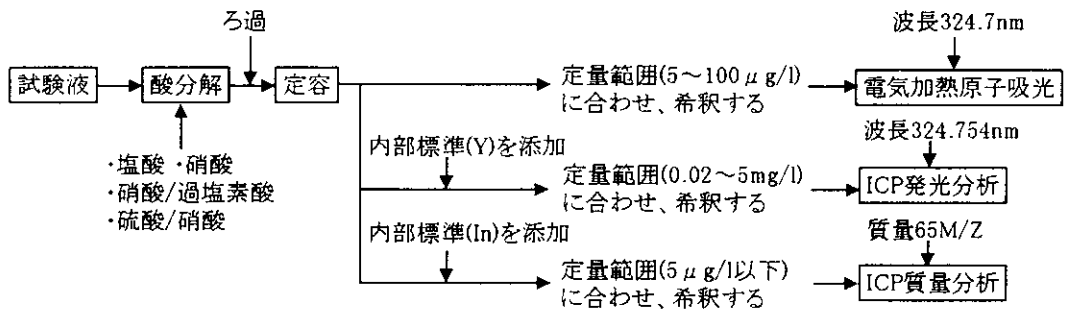 ろ過
波長324.7nm
試験液
酸分解
定容
定量範囲(5～100μg/l)
に合わせ、希釈する
電気加熱原子吸光
・塩酸 ・硝酸
・硝酸/過塩素酸
・硫酸/硝酸
内部標準(Y)を添加
定量範囲(0.02～5mg/l)
に合わせ、希釈する
波長324.754nm
ICP発光分析
内部標準(In)を添加
定量範囲(5μg/l以下)
に合わせ、希釈する
質量65M/Z
ICP質量分析